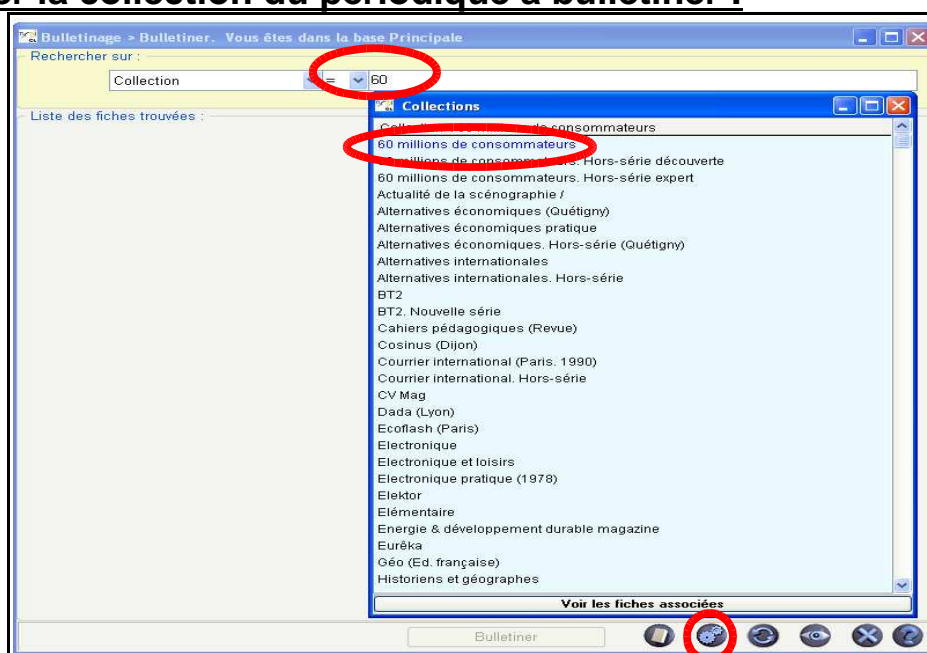 er la collection du périodique à bulletiner :
Bulletinage > Bulletiner. Vous êtes dans la base Principale
Rechercher sur :
Collection = 60
Liste des fiches trouvées :
Collections
consommateurs
60 millions de consommateurs
millions de consommateurs. Hors-série découverte
60 millions de consommateurs. Hors-série expert
Actualité de la scénographie /
Alternatives économiques (Quétigny)
Alternatives économiques pratique
Alternatives économiques. Hors-série (Quétigny)
Alternatives internationales
Alternatives internationales. Hors-série
BT2
BT2. Nouvelle série
Cahiers pédagogiques (Revue)
Cosinus (Dijon)
Courrier international (Paris. 1990)
Courrier international. Hors-série
CV Mag
Dada (Lyon)
Ecoflash (Paris)
Electronique
Electronique et loisirs
Electronique pratique (1978)
Elektor
Elémentaire
Energie & développement durable magazine
Eurêka
Géo (Ed. française)
Historiens et géographes
Voir les fiches associées
Bulletiner